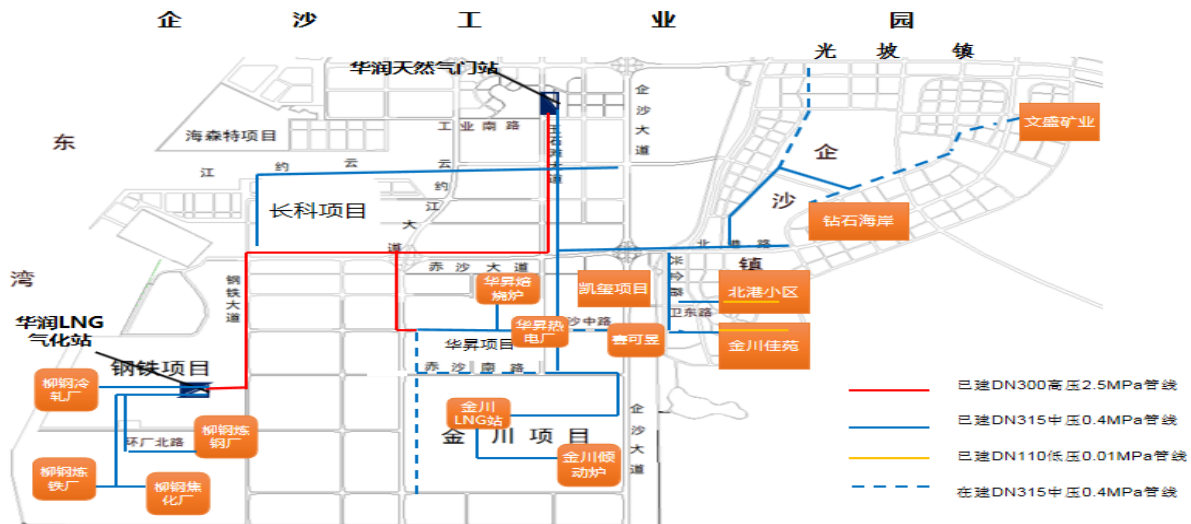 企沙工业园
光坡镇
华润天然气门站
企沙大道
工业南路
玉石滩大道
海森特项目
文盛矿业
东
湾
江约云云约江大道
企沙镇
长科项目
钻石海岸
北港路
赤沙大道
钢铁大道
华昇焙烧炉
凯玺项目
北港小区
华润LNG气化站
华昇热电厂
沙中路
赛可昱
卫东路
金川佳苑
华昇项目
钢铁项目
赤沙南路
柳钢冷轧厂
金川LNG站
企沙大道
柳钢炼钢厂
环厂北路
金川项目
金川倾动炉
柳钢炼铁厂
柳钢焦化厂
已建DN300高压2.5MPa管线
已建DN315中压0.4MPa管线
已建DN110低压0.01MPa管线
在建DN315中压0.4MPa管线